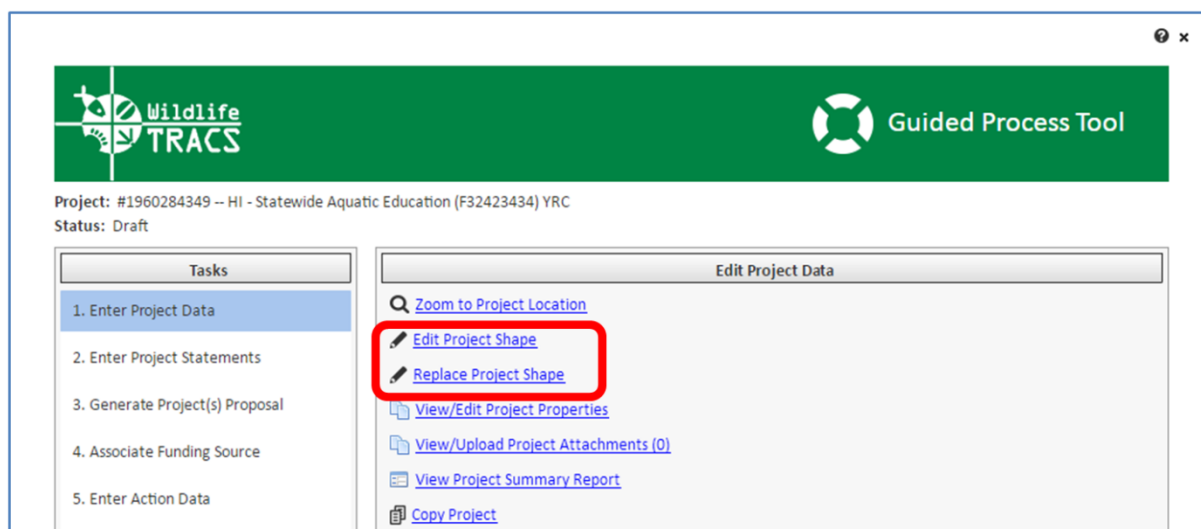 Wildlife
TRACS
Guided Process Tool
Project: #1960284349 -- HI - Statewide Aquatic Education (F32423434) YRC
Status: Draft
Tasks
1. Enter Project Data
2. Enter Project Statements
3. Generate Project(s) Proposal
4. Associate Funding Source
5. Enter Action Data
Edit Project Data
Zoom to Project Location
Edit Project Shape
Replace Project Shape
View/Edit Project Properties
View/Upload Project Attachments (0)
View Project Summary Report
Copy Project